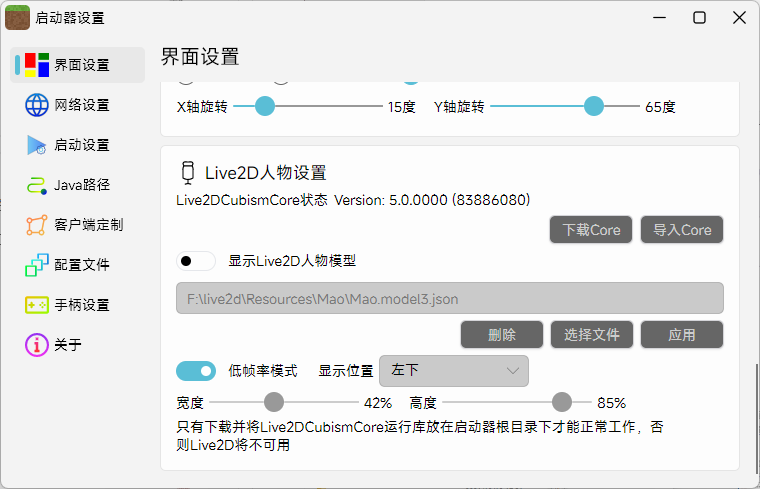 启动器设置
界面设置
网络设置
启动设置
Java路径
客户端定制
配置文件
手柄设置
关于
界面设置
X轴旋转 15度 Y轴旋转 65度
Live2D人物设置
Live2DCubismCore状态 Version: 5.0.0000 (83886080)
下载Core 导入Core
显示Live2D人物模型
F:\live2d\Resources\Mao\Mao.model3.json
删除 选择文件 应用
低帧率模式 显示位置 左下
宽度 42% 高度 85%
只有下载并将Live2DCubismCore运行库放在启动器根目录下才能正常工作，否
则Live2D将不可用